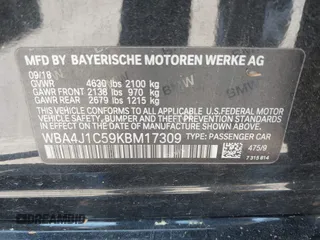 MFD BY BAYERISCHE MOTOREN WERKE AG
09/18
GVWR 4630 lbs 2100 kg
GAWR FRONT 2138 lbs 970 kg
GAWR REAR 2679 lbs 1215 kg
THIS VEHICLE CONFORMS TO ALL APPLICABLE
U.S. FEDERAL MOTOR VEHICLE SAFETY,
BUMPER, AND THEFT PREVENTION STANDARDS IN
EFFECT ON THE DATE OF MANUFACTURE SHOWN ABOVE.
WBA4J1C59KBM17309 TYPE: PASSENGER CAR
475/9
7 315 814